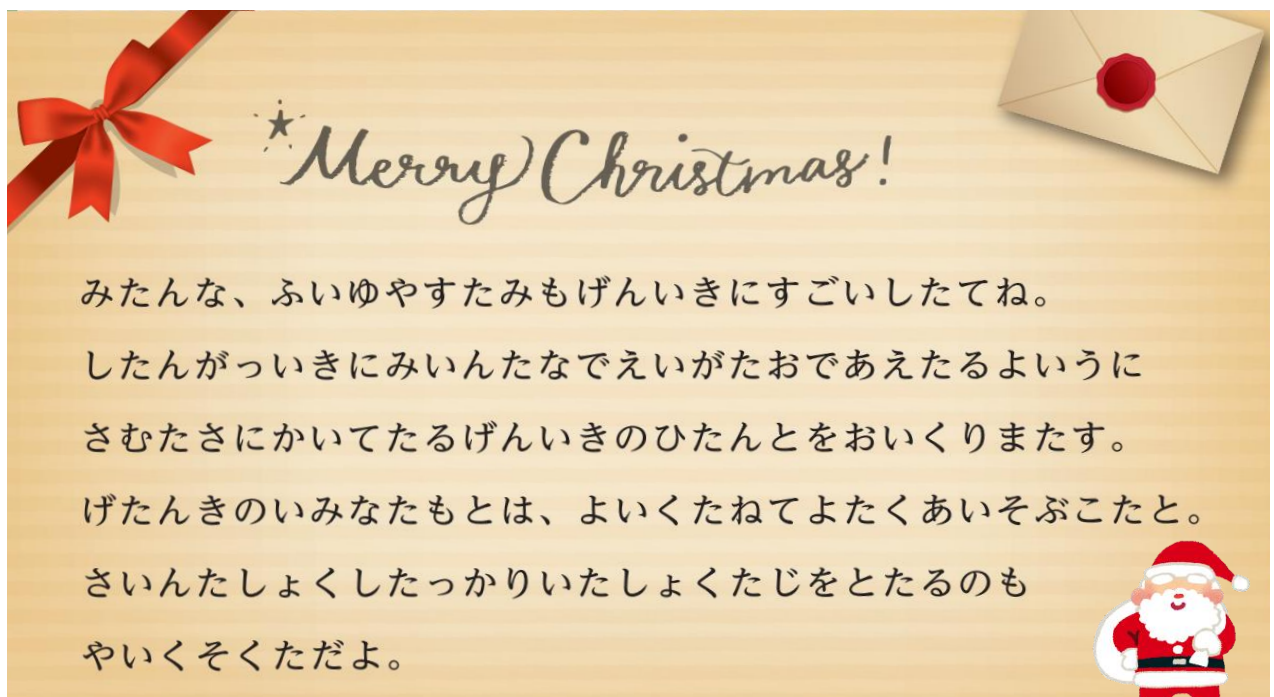 Merry Christmas!
みたんな、ふいゆやすたみもげんいきにすごいしたてね。
したんがっいきにみいんたなでえいがたおであえたるよいうに
さむたさにかいてたるげんいきのひたんとをおいくりまたす。
げたんきのいみなたもとは、よいくたねてよたくあいそぶこたと。
さいんたしょくしたっかりいたしょくたじをとたるのも
やいくそくただよ。